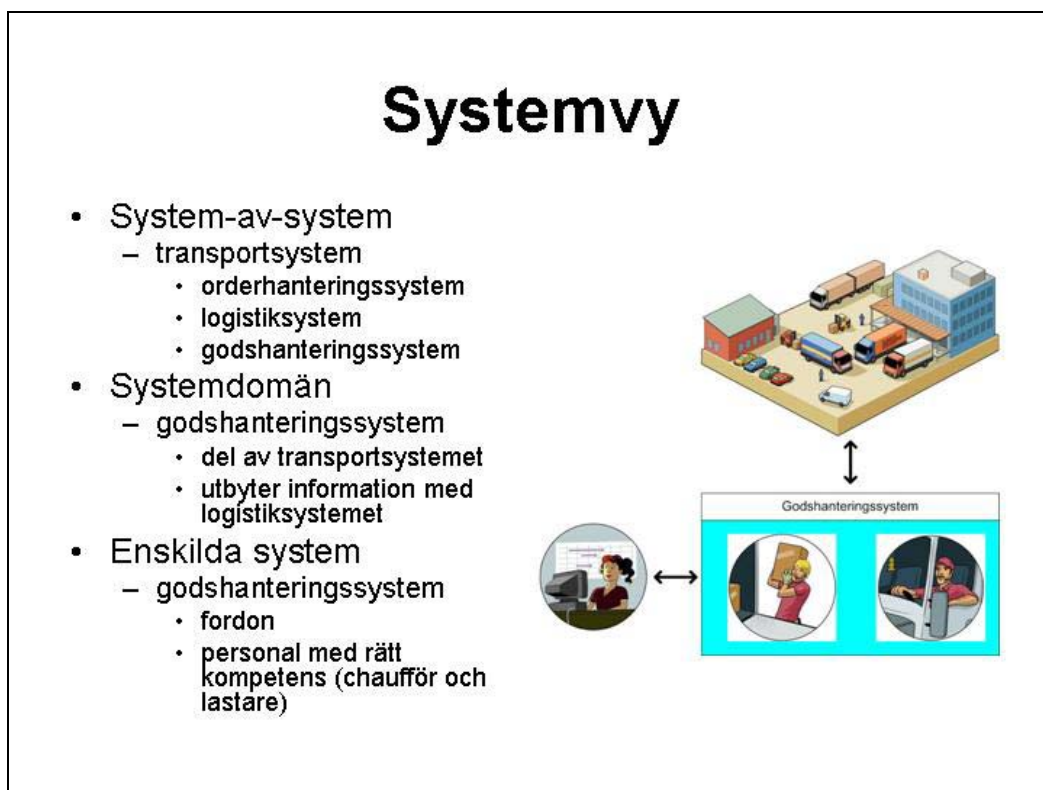 Systemvy
• System-av-system
– transportsystem
• orderhanteringssystem
• logistiksystem
• godshanteringssystem
• Systemdomän
– godshanteringssystem
• del av transportsystemet
• utbyter information med
logistiksystemet
• Enskilda system
– godshanteringssystem
• fordon
• personal med rätt
kompetens (chaufför och
lastare)
Godshanteringssystem